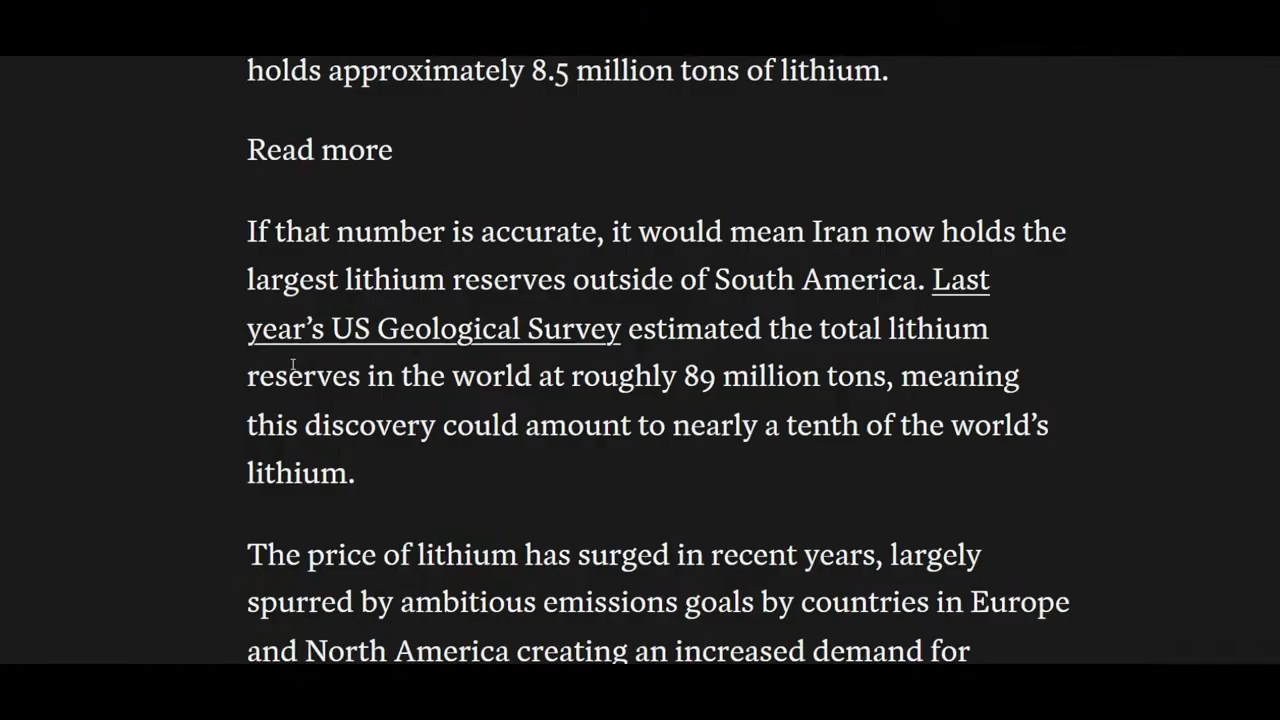 holds approximately 8.5 million tons of lithium.
Read more
If that number is accurate, it would mean Iran now holds the
largest lithium reserves outside of South America. Last
year’s US Geological Survey estimated the total lithium
reserves in the world at roughly 89 million tons, meaning
this discovery could amount to nearly a tenth of the world’s
lithium.
The price of lithium has surged in recent years, largely
spurred by ambitious emissions goals by countries in Europe
and North America creating an increased demand for